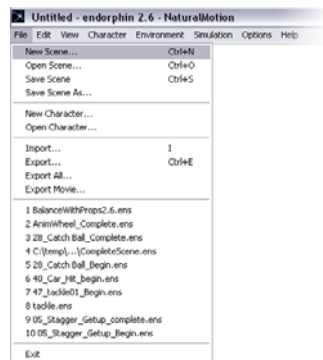 Untitled - endorphin 2.6 - NaturalMotion
File Edit View Character Environment Simulation Options Help
New Scene... Ctrl+N
Open Scene... Ctrl+O
Save Scene Ctrl+S
Save Scene As...
New Character...
Open Character...
Import... I
Export... Ctrl+E
Export All...
Export Movie...
1 BalanceWithProps2.6.ens
2 AnimWheel_Complete.ens
3 28_Catch Ball_Complete.ens
4 C:\temp\...\CompleteScene.ens
5 28_Catch Ball_Begin.ens
6 40_Car_Hit_begin.ens
7 47_tackle01_Begin.ens
8 tackle.ens
9 05_Stagger_Getup_complete.ens
10 05_Stagger_Getup_Begin.ens
Exit